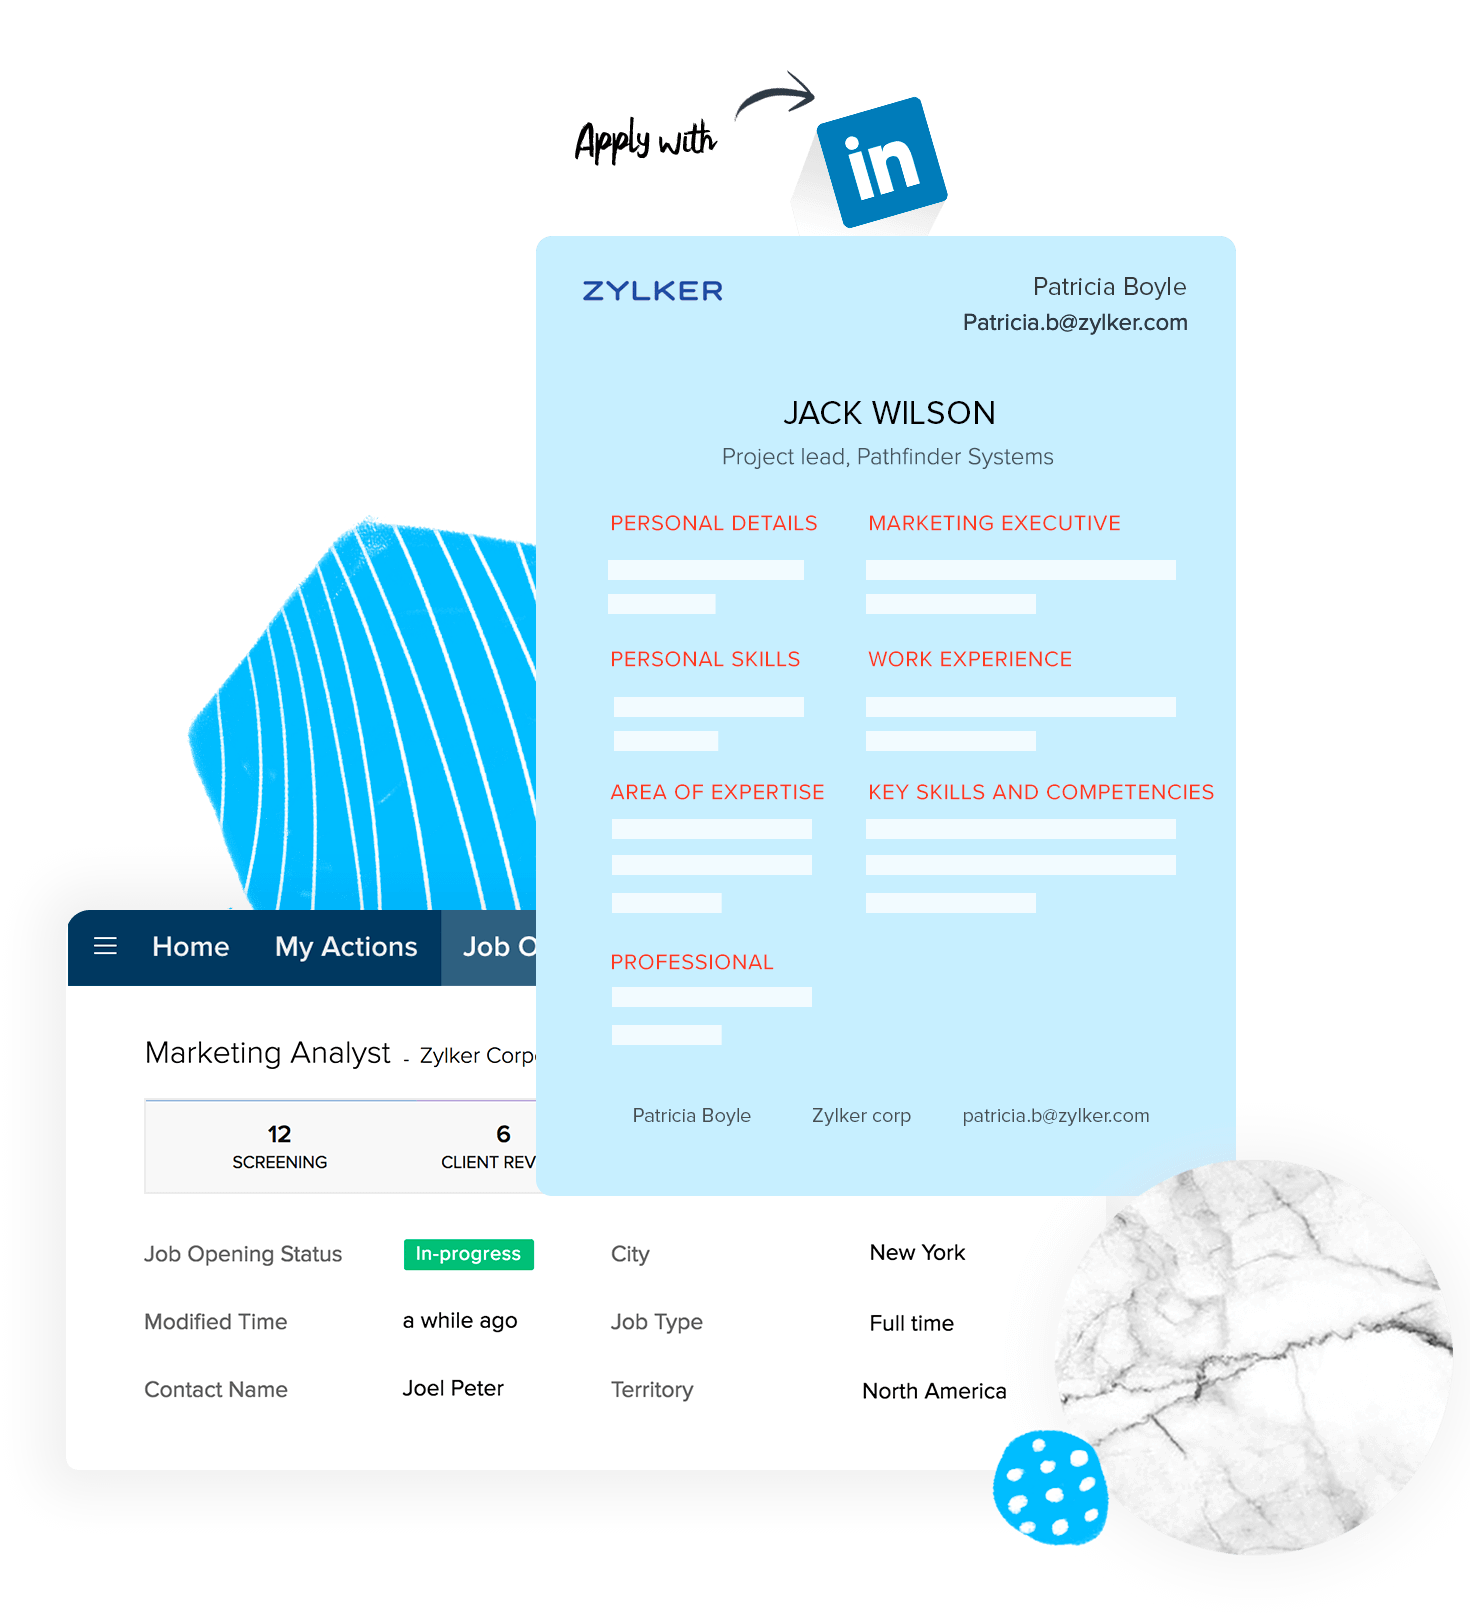 Apply with
in
ZYLKER
Patricia Boyle
Patricia.b@zylker.com
JACK WILSON
Project lead, Pathfinder Systems
PERSONAL DETAILS
MARKETING EXECUTIVE
PERSONAL SKILLS
WORK EXPERIENCE
AREA OF EXPERTISE
KEY SKILLS AND COMPETENCIES
PROFESSIONAL
Patricia Boyle Zylker corp patricia.b@zylker.com
Home My Actions Job O
Marketing Analyst - Zylker Corp
12
SCREENING
6
CLIENT REV
Job Opening Status In-progress City New York
Modified Time a while ago Job Type Full time
Contact Name Joel Peter Territory North America